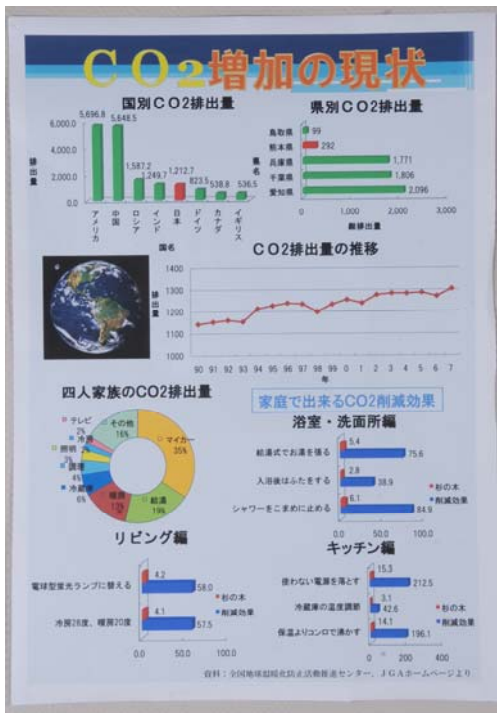 CO2増加の現状
国別CO2排出量
排出量
6,000.0
4,000.0
2,000.0
0.0
5,696.8
5,648.5
1,587.2
1,249.7
1,212.7
823.5
538.8
536.5
アメリカ
中国
ロシア
インド
日本
ドイツ
カナダ
イギリス
国名
県別CO2排出量
県名
鳥取県 99
熊本県 292
兵庫県 1,771
千葉県 1,806
愛知県 2,096
0 1,000 2,000 3,000
総排出量
CO2排出量の推移
排出量
1400
1300
1200
1100
1000
90 91 92 93 94 95 96 97 98 99 0 1 2 3 4 5 6 7
年
四人家族のCO2排出量
テレビ
2%
冷房
2%
照明
3%
調理
4%
冷蔵庫
6%
その他
16%
マイカー
35%
暖房
給湯
19%
家庭で出来るCO2削減効果
浴室・洗面所編
給湯式でお湯を張る
5.4
75.6
入浴後はふたをする
2.8
38.9
シャワーをこまめに止める
6.1
84.9
0.0 50.0 100.0
杉の木
削減効果
リビング編
電球型蛍光ランプに替える
4.2
58.0
冷房28度、暖房20度
4.1
57.5
0.0 50.0 100.0
杉の木
削減効果
キッチン編
使わない電源を落とす
15.3
212.5
冷蔵庫の温度調節
3.1
42.6
保温よりコンロで沸かす
14.1
196.1
0 200 400
杉の木
削減効果
資料:全国地球温暖化防止活動推進センター、JGAホームページより